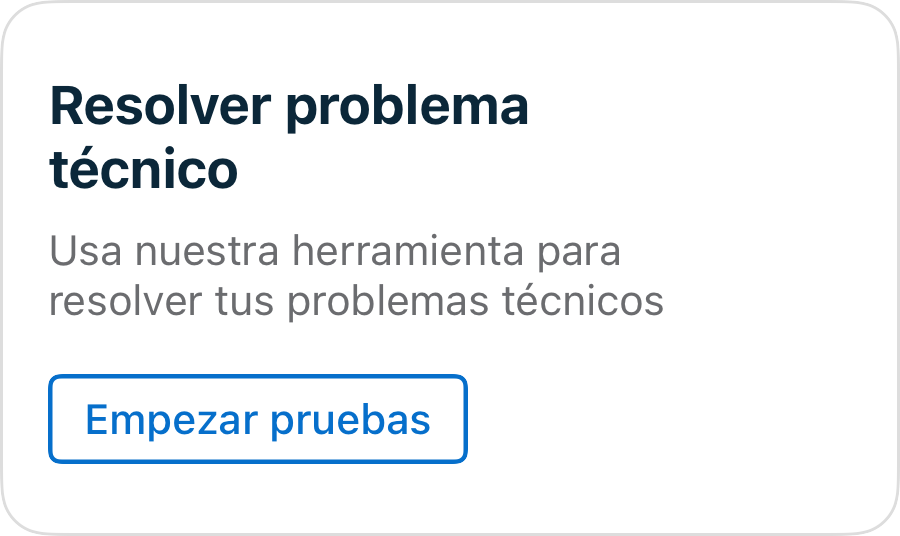 Resolver problema
técnico
Usa nuestra herramienta para
resolver tus problemas técnicos
Empezar pruebas